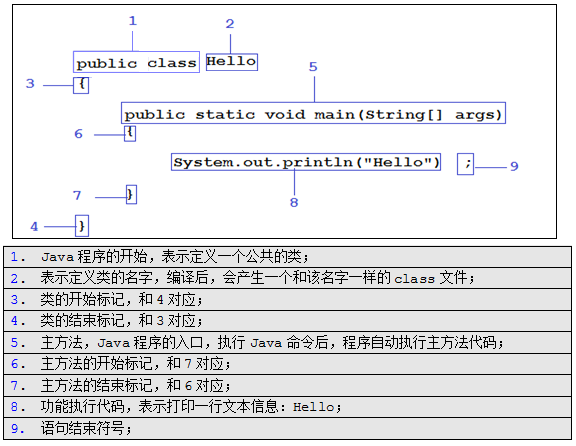 1
2
public class Hello
3 {
5
public static void main(String[] args)
6 {
System.out.println("Hello") ; 9
8
7 }
4 }
1. Java 程序的开始，表示定义一个公共的类；
2. 表示定义类的名字，编译后，会产生一个和该名字一样的 class 文件；
3. 类的开始标记，和 4 对应；
4. 类的结束标记，和 3 对应；
5. 主方法，Java 程序的入口，执行 Java 命令后，程序自动执行主方法代码；
6. 主方法的开始标记，和 7 对应；
7. 主方法的结束标记，和 6 对应；
8. 功能执行代码，表示打印一行文本信息：Hello；
9. 语句结束符号；